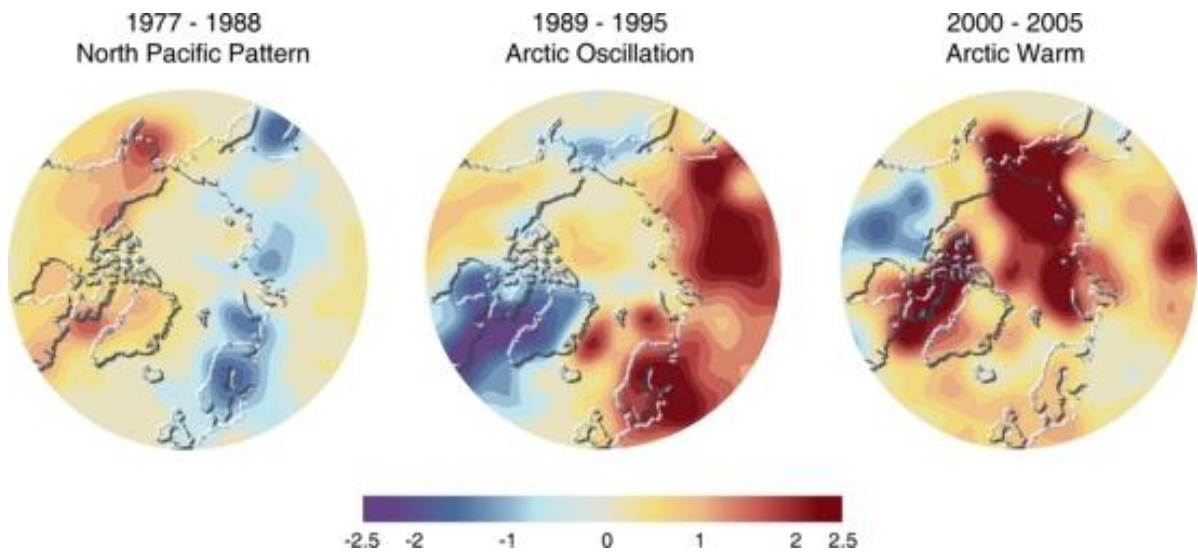 1977 - 1988
North Pacific Pattern
1989 - 1995
Arctic Oscillation
2000 - 2005
Arctic Warm
-2.5 -2 -1 0 1 2 2.5